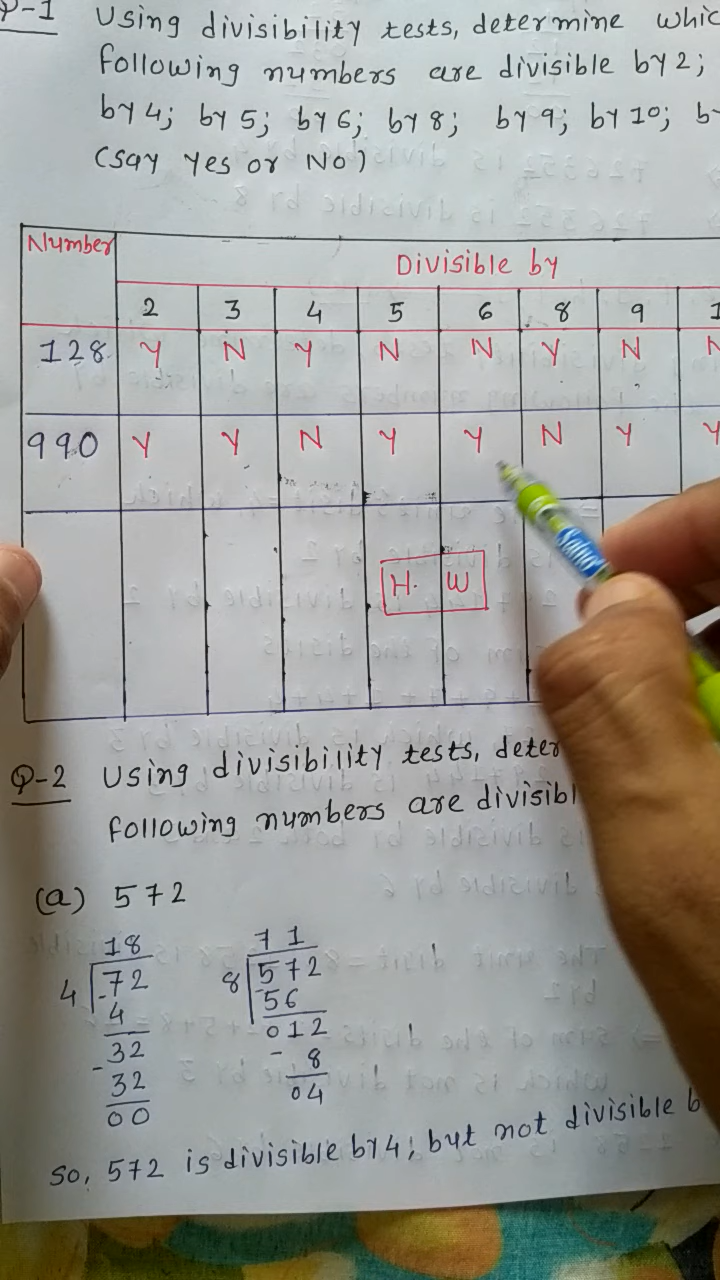 Q-1 Using divisibility tests, determine whic
following numbers are divisible by 2;
by 4; by 5; by 6; by 8; by 9; by 10; b
(say Yes or No)
Number Divisible by
2 3 4 5 6 8 9 1
128 Y N Y N N Y N N
990 Y Y N Y Y N Y Y
H.W
Q-2 Using divisibility tests, deter
following numbers are divisibl
(a) 572
18 71
4 72 8 572
-4 -56
-32 012
32 - 8
00 04
So, 572 is divisible by 4, but not divisible b